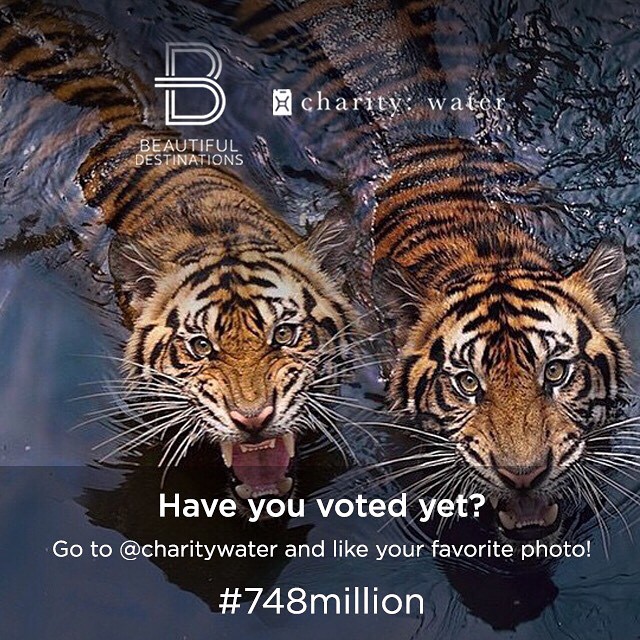 B
BEAUTIFUL
DESTINATIONS
charity: water
Have you voted yet?
Go to @charitywater and like your favorite photo!
#748million